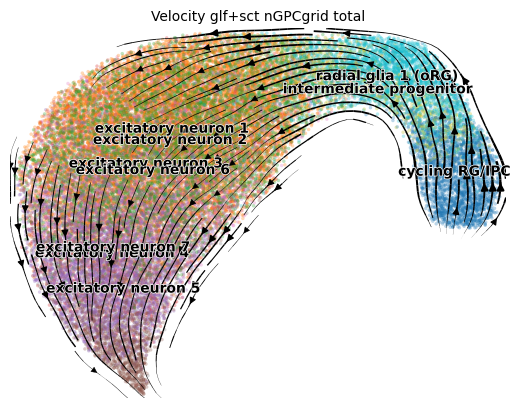 Velocity glf+sct nGPCgrid total
radial glia 1 (oRG)
intermediate progenitor
excitatory neuron 1
excitatory neuron 2
excitatory neuron 3
excitatory neuron 6
cycling RG/IPC
excitatory neuron 7
excitatory neuron 4
excitatory neuron 5